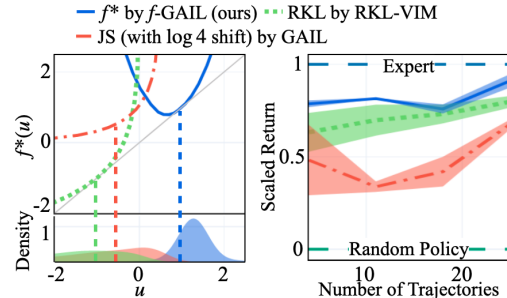 f* by f-GAIL (ours) RKL by RKL-VIM
JS (with log 4 shift) by GAIL
2
0
-2
f*(u)
1
Density
-2 0 2
u
1
0.5
0
Scaled Return
Expert
Random Policy
10 20
Number of Trajectories